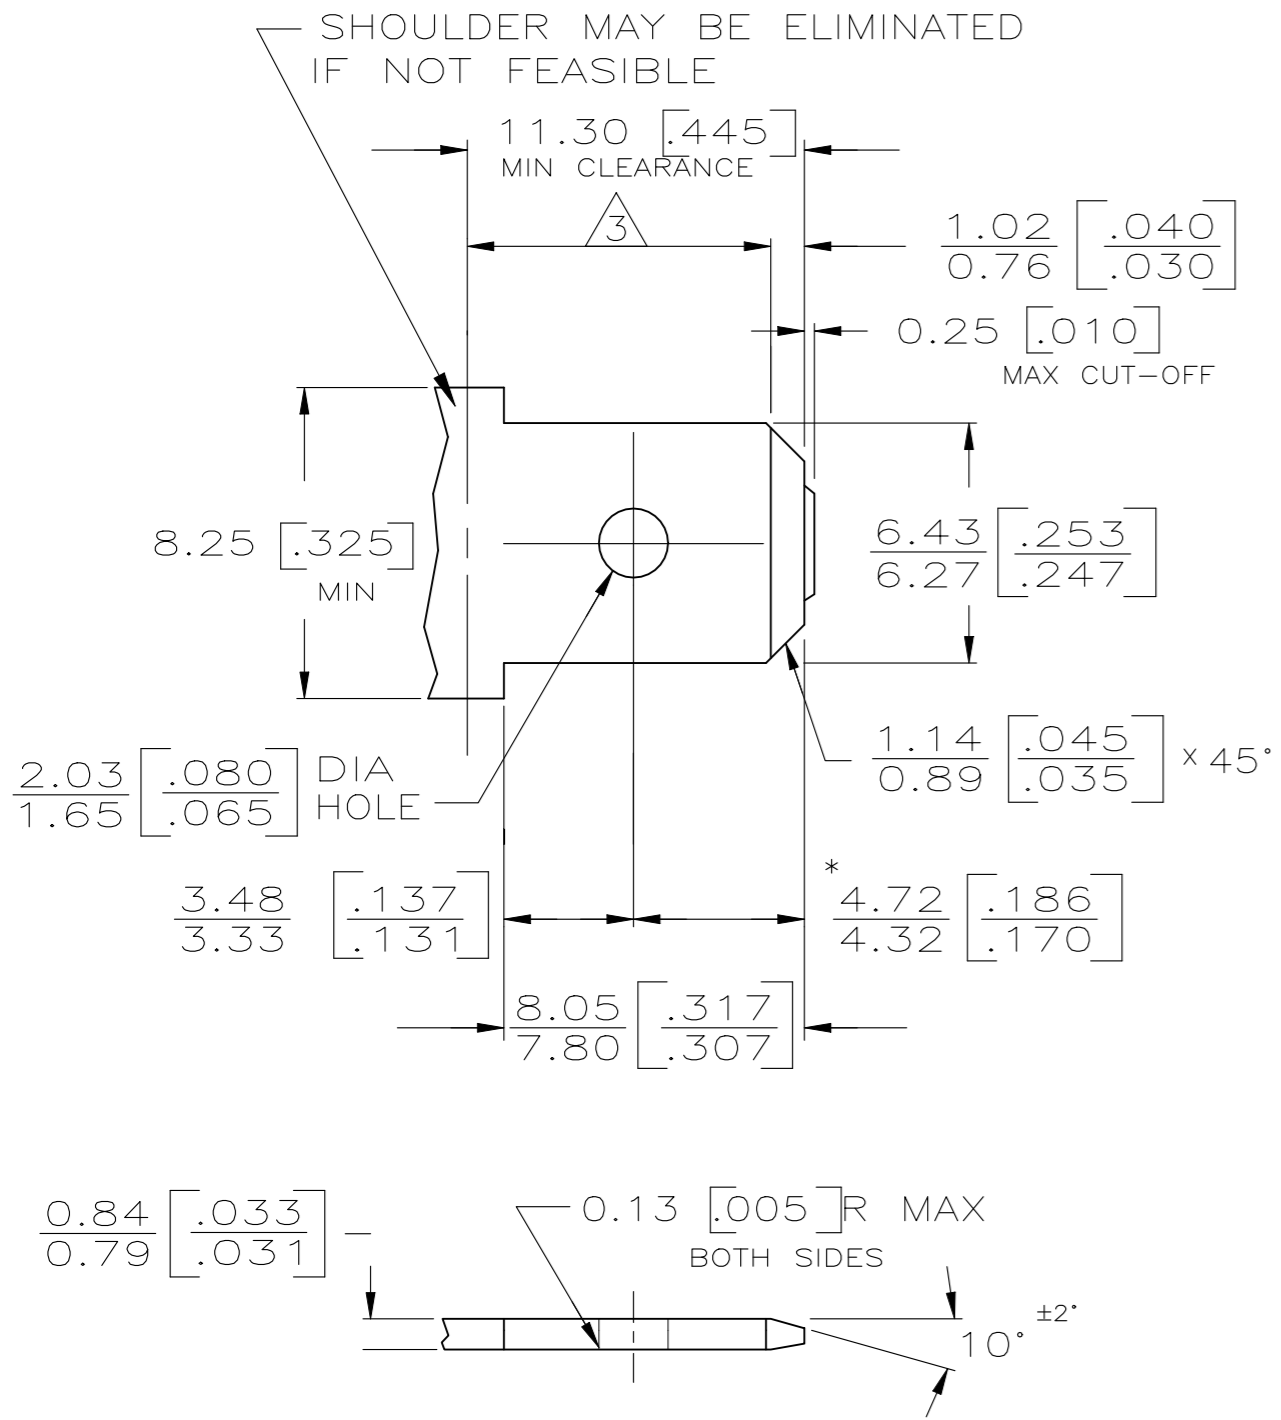 SHOULDER MAY BE ELIMINATED
IF NOT FEASIBLE
11.30 [.445]
MIN CLEARANCE
3
1.02 [.040
0.76 .030]
0.25 [.010]
MAX CUT-OFF
8.25 [.325]
MIN
6.43 [.253
6.27 .247]
2.03 [.080
1.65 .065]
DIA
HOLE
1.14 [.045
0.89 .035] x 45°
3.48 [.137
3.33 .131]
*
4.72 [.186
4.32 .170]
8.05 [.317
7.80 .307]
0.84 [.033
0.79 .031]
0.13 [.005] R MAX
BOTH SIDES
10° ±2°